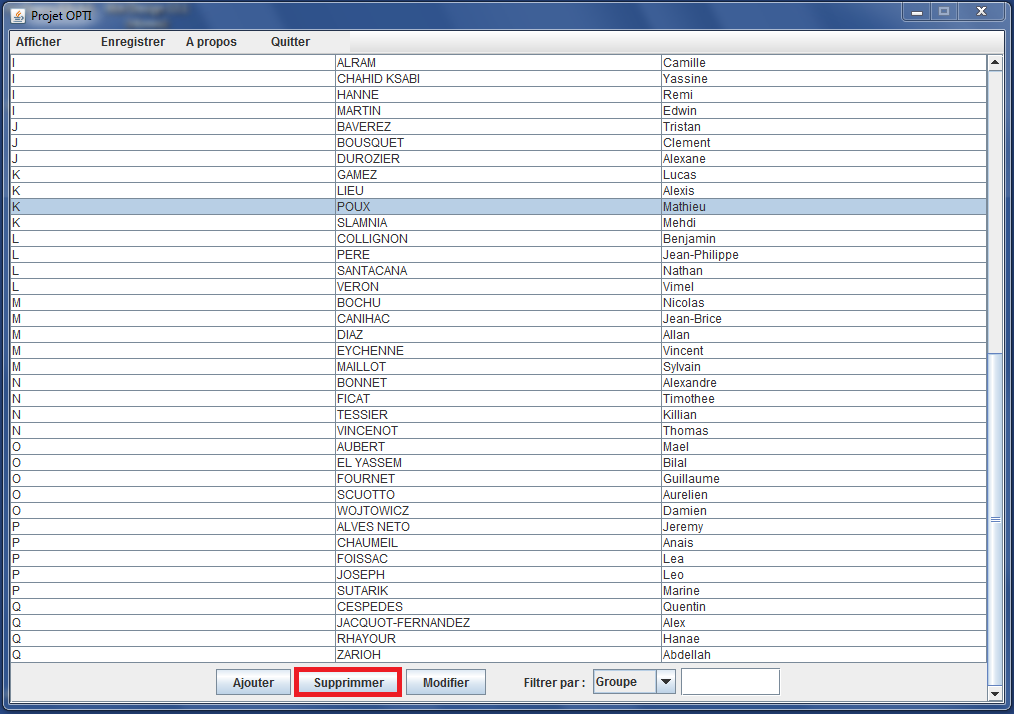 Projet OPTI
Afficher Enregistrer A propos Quitter
I ALRAM Camille
I CHAHID KSABI Yassine
I HANNE Remi
I MARTIN Edwin
J BAVEREZ Tristan
J BOUSQUET Clement
J DUROZIER Alexane
K GAMEZ Lucas
K LIEU Alexis
K POUX Mathieu
K SLAMNIA Mehdi
L COLLIGNON Benjamin
L PERE Jean-Philippe
L SANTACANA Nathan
L VERON Vimel
M BOCHU Nicolas
M CANIHAC Jean-Brice
M DIAZ Allan
M EYCHENNE Vincent
M MAILLOT Sylvain
N BONNET Alexandre
N FICAT Timothee
N TESSIER Killian
N VINCENOT Thomas
O AUBERT Mael
O EL YASSEM Bilal
O FOURNET Guillaume
O SCUOTTO Aurelien
O WOJTOWICZ Damien
P ALVES NETO Jeremy
P CHAUMEIL Anais
P FOISSAC Lea
P JOSEPH Leo
P SUTARIK Marine
Q CESPEDES Quentin
Q JACQUOT-FERNANDEZ Alex
Q RHAYOUR Hanae
Q ZARIOH Abdellah
Ajouter Supprimmer Modifier Filtrer par : Groupe